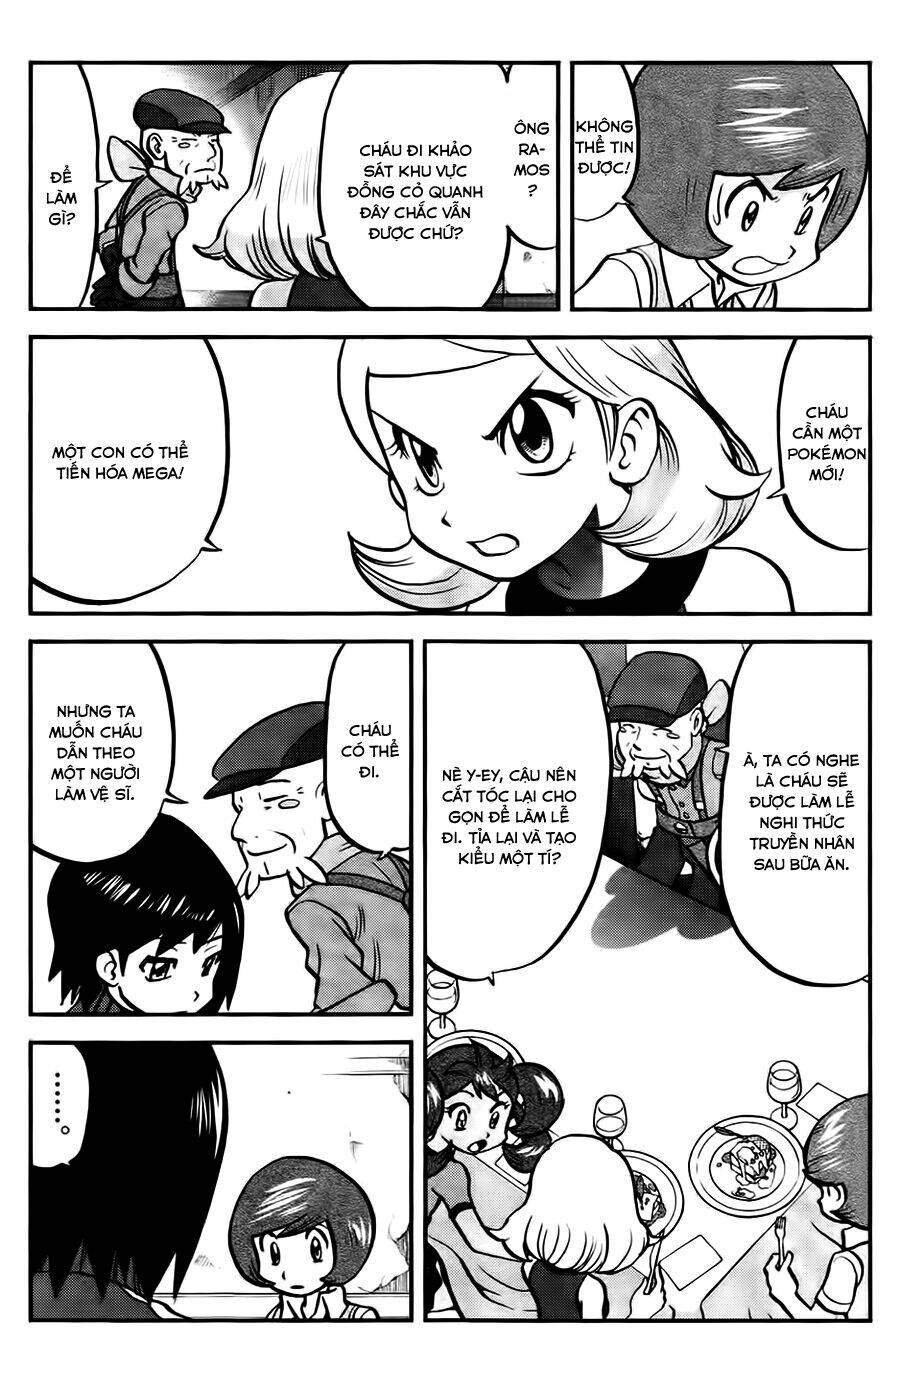 KHÔNG
THỂ TIN
ĐƯỢC!
ÔNG
RA-
MOS
?
CHÁU ĐI KHẢO
SÁT KHU VỰC
ĐỒNG CỎ QUANH
ĐÂY CHẮC VẪN
ĐƯỢC CHỨ?
ĐỂ
LÀM
GÌ?
CHÁU
CẦN MỘT
POKÉMON
MỚI!
MỘT CON CÓ THỂ
TIẾN HÓA MEGA!
À, TA CÓ NGHE
LÀ CHÁU SẼ
ĐƯỢC LÀM LỄ
NGHI THỨC
TRUYỀN NHÂN
SAU BỮA ĂN.
NÈ Y-EY, CẬU NÊN
CẮT TÓC LẠI CHO
GỌN ĐỂ LÀM LỄ
ĐI. TỈA LẠI VÀ TẠO
KIỂU MỘT TÍ?
CHÁU
CÓ THỂ
ĐI.
NHƯNG TA
MUỐN CHÁU
DẪN THEO
MỘT NGƯỜI
LÀM VỆ SĨ.
.......